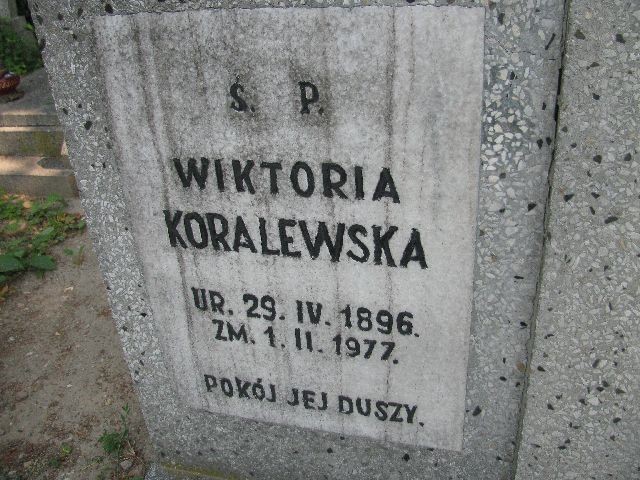 Ś. P.
WIKTORIA
KORALEWSKA
UR. 29. IV. 1896.
ZM. 1. II. 1977.
POKÓJ JEJ DUSZY.